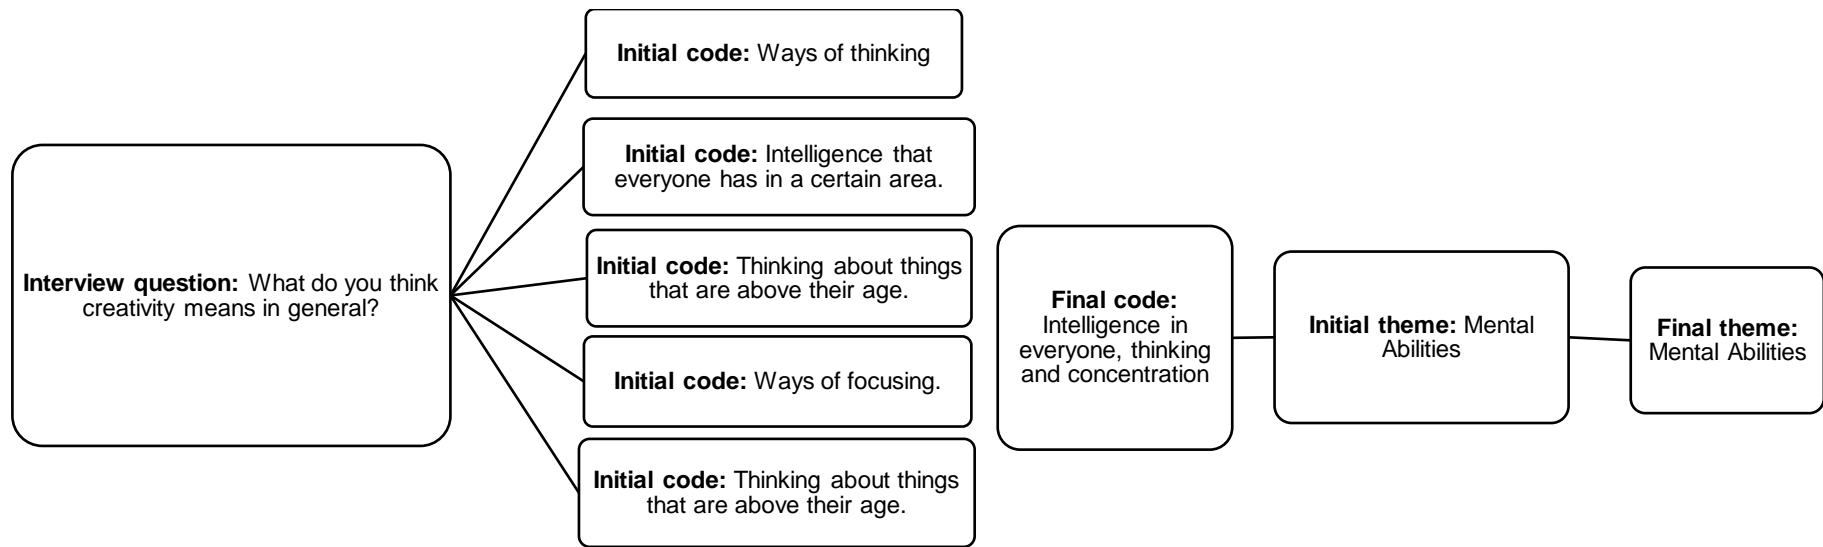 Interview question: What do you think
creativity means in general?
Initial code: Ways of thinking
Initial code: Intelligence that
everyone has in a certain area.
Initial code: Thinking about things
that are above their age.
Initial code: Ways of focusing.
Initial code: Thinking about things
that are above their age.
Final code:
Intelligence in
everyone, thinking
and concentration
Initial theme: Mental
Abilities
Final theme:
Mental Abilities